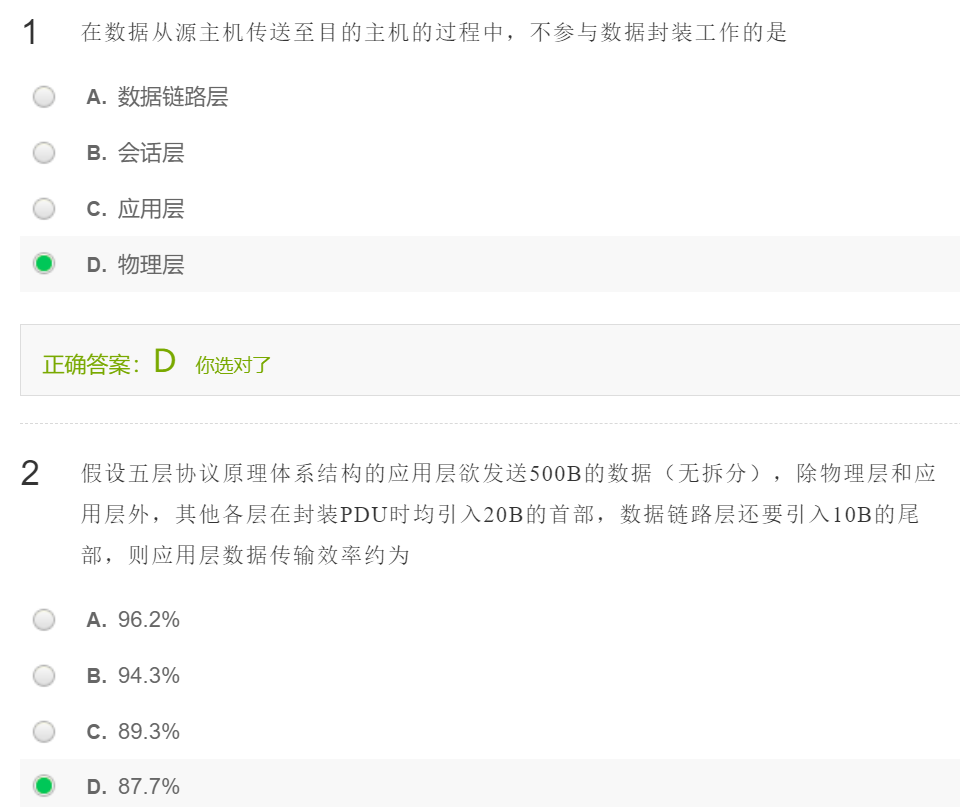 1 在数据从源主机传送至目的主机的过程中，不参与数据封装工作的是
A. 数据链路层
B. 会话层
C. 应用层
D. 物理层
正确答案：D 你选对了
2 假设五层协议原理体系结构的应用层欲发送500B的数据（无拆分），除物理层和应
用层外，其他各层在封装PDU时均引入20B的首部，数据链路层还要引入10B的尾
部，则应用层数据传输效率约为
A. 96.2%
B. 94.3%
C. 89.3%
D. 87.7%